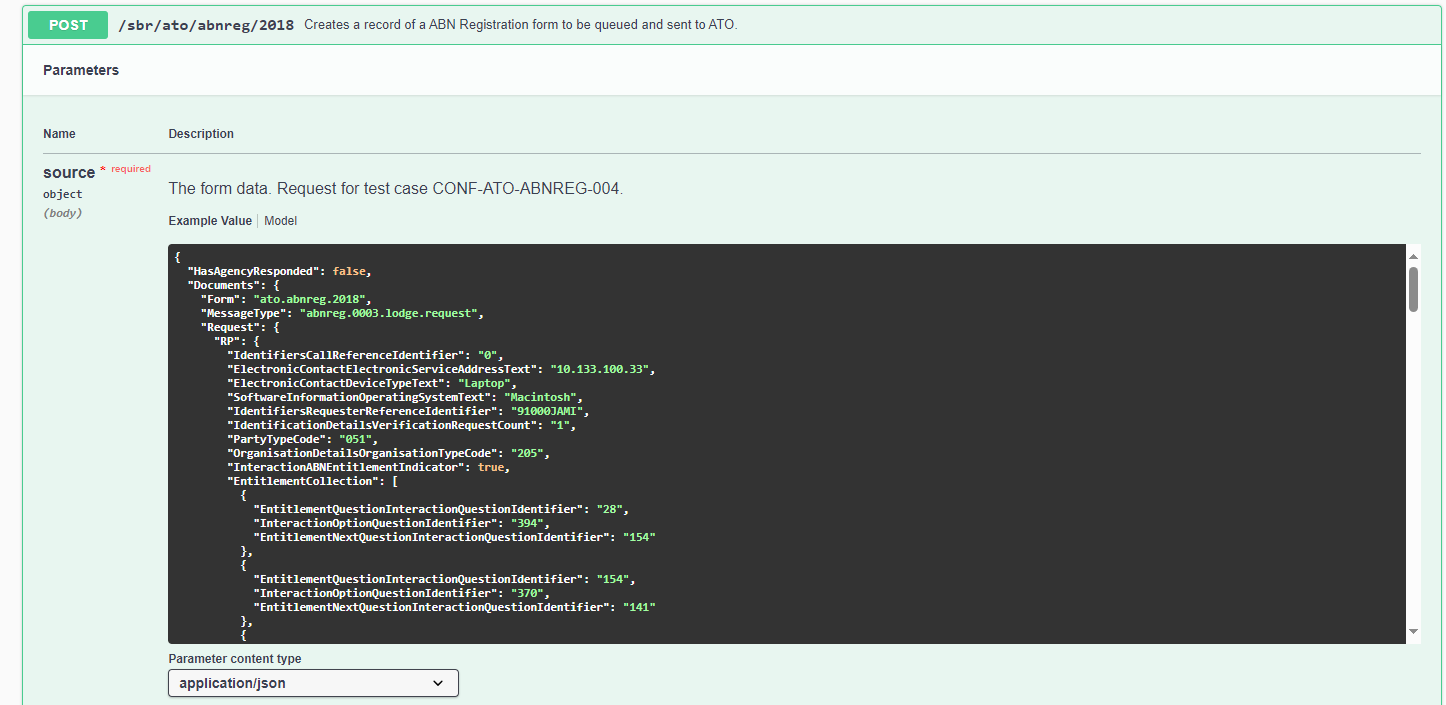 POST /sbr/ato/abnreg/2018 Creates a record of a ABN Registration form to be queued and sent to ATO.
Parameters
Name Description
source * required
object
(body)
The form data. Request for test case CONF-ATO-ABNREG-004.
Example Value Model
{
"HasAgencyResponded": false,
"Documents": {
"Form": "ato.abnreg.2018",
"MessageType": "abnreg.0003.lodge.request",
"Request": {
"RP": {
"IdentifiersCallReferenceIdentifier": "0",
"ElectronicContactElectronicServiceAddressText": "10.133.100.33",
"ElectronicContactDeviceTypeText": "Laptop",
"SoftwareInformationOperatingSystemText": "Macintosh",
"IdentifiersRequesterReferenceIdentifier": "91000JAMI",
"IdentificationDetailsVerificationRequestCount": "1",
"PartyTypeCode": "051",
"OrganisationDetailsOrganisationTypeCode": "205",
"InteractionABNEntitlementIndicator": true,
"EntitlementCollection": [
{
"EntitlementQuestionInteractionQuestionIdentifier": "28",
"InteractionOptionQuestionIdentifier": "394",
"EntitlementNextQuestionInteractionQuestionIdentifier": "154"
},
{
"EntitlementQuestionInteractionQuestionIdentifier": "154",
"InteractionOptionQuestionIdentifier": "370",
"EntitlementNextQuestionInteractionQuestionIdentifier": "141"
},
{
Parameter content type
application/json